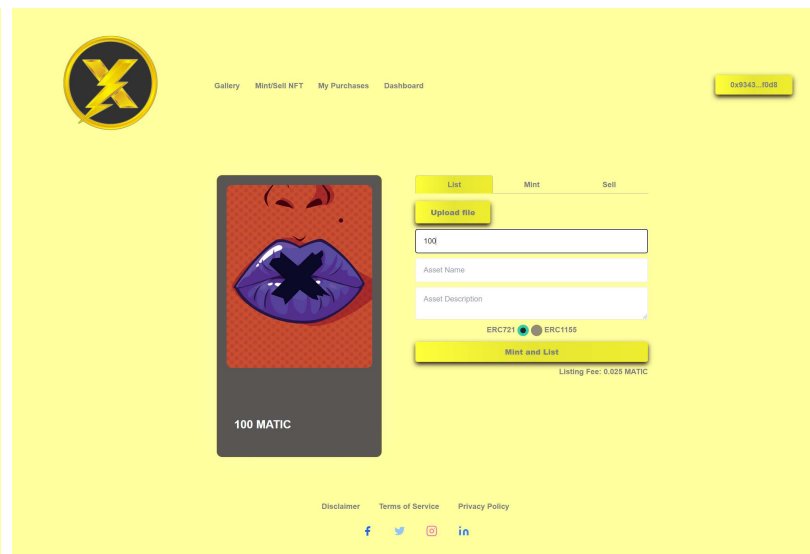 X
Gallery Mint/Sell NFT My Purchases Dashboard
0x9343...f0d8
List Mint Sell
Upload file
100
Asset Name
Asset Description
ERC721 ERC1155
Mint and List
Listing Fee: 0.025 MATIC
100 MATIC
Disclaimer Terms of Service Privacy Policy